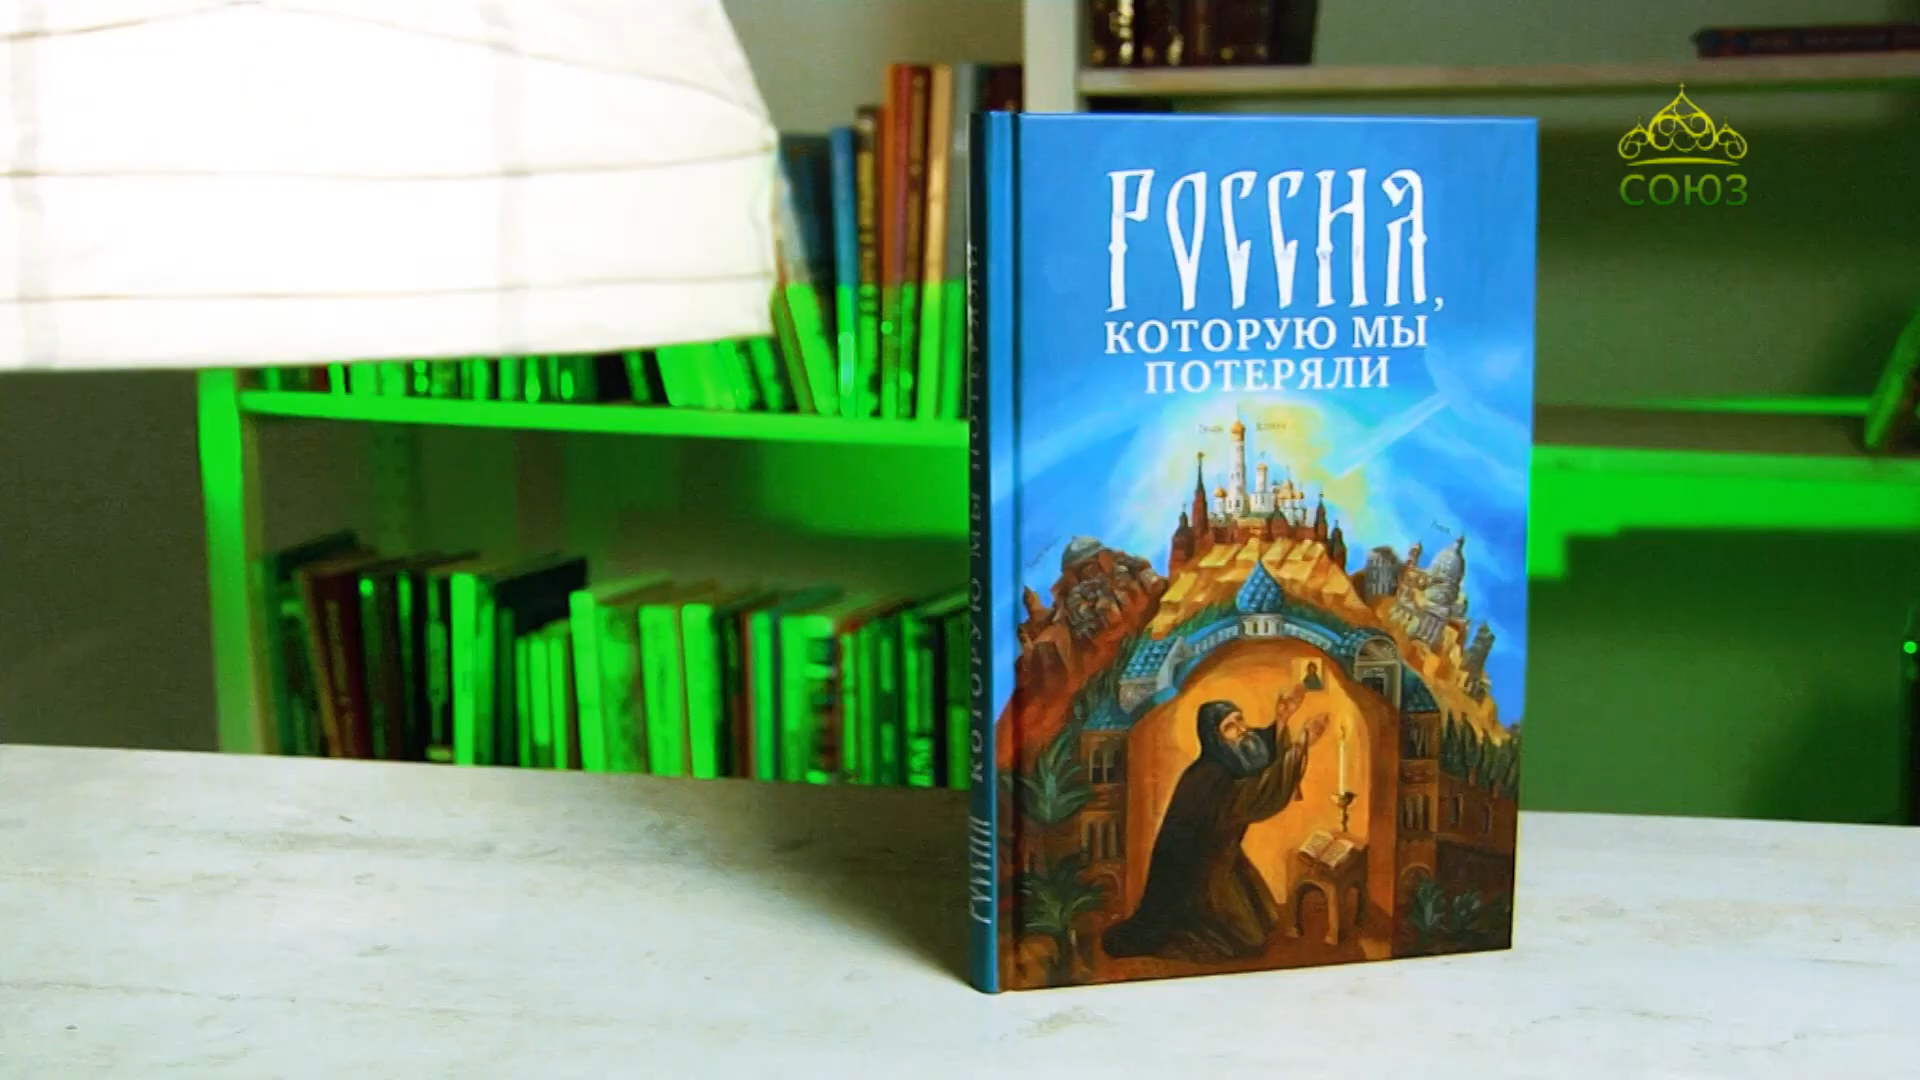 РОССИЯ,
КОТОРУЮ МЫ
ПОТЕРЯЛИ
РОССИЯ, КОТОРУЮ МЫ ПОТЕРЯЛИ
СОЮЗ